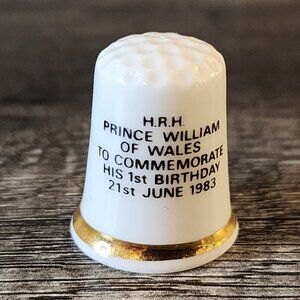 H.R.H.
PRINCE WILLIAM
OF WALES
TO COMMEMORATE
HIS 1st BIRTHDAY
21st JUNE 1983